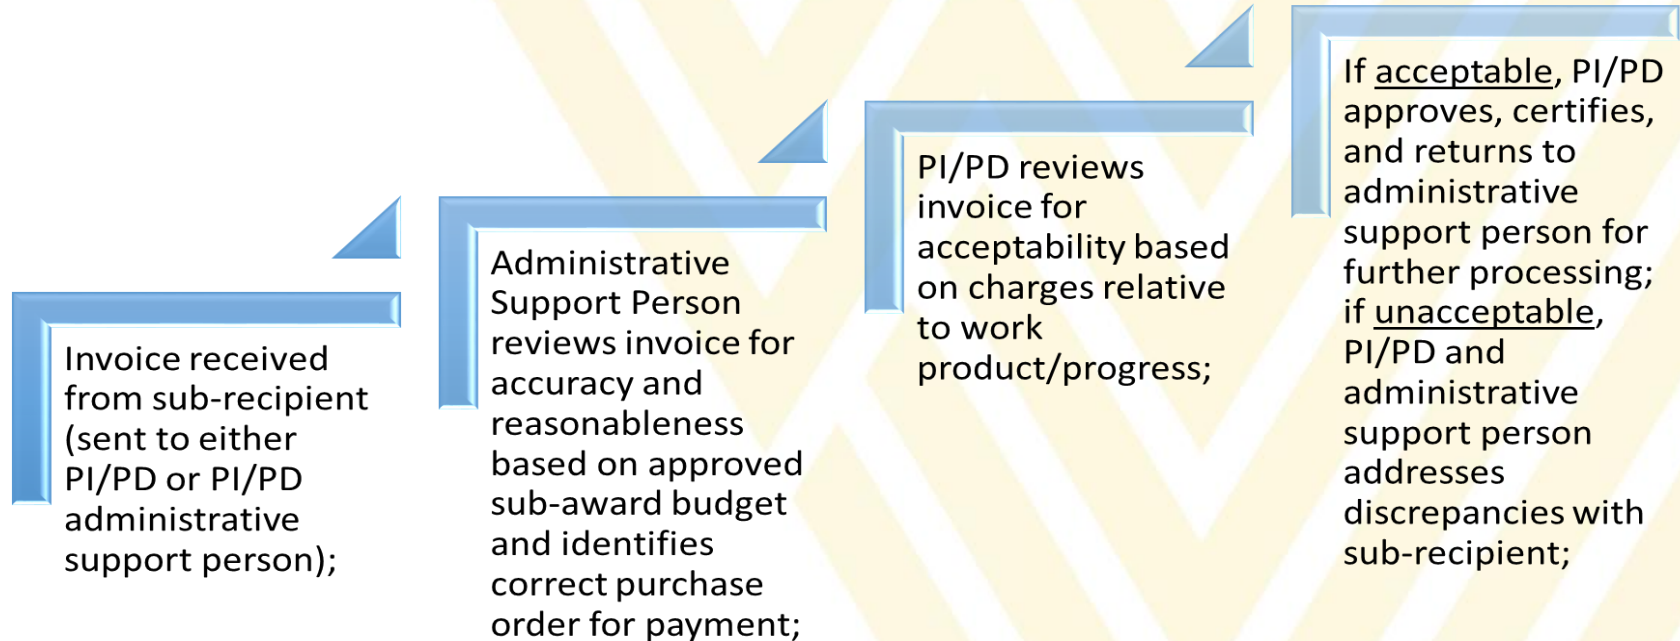 Invoice received
from sub-recipient
(sent to either
PI/PD or PI/PD
administrative
support person);
Administrative
Support Person
reviews invoice for
accuracy and
reasonableness
based on approved
sub-award budget
and identifies
correct purchase
order for payment;
PI/PD reviews
invoice for
acceptability based
on charges relative
to work
product/progress;
If acceptable, PI/PD
approves, certifies,
and returns to
administrative
support person for
further processing;
if unacceptable,
PI/PD and
administrative
support person
addresses
discrepancies with
sub-recipient;